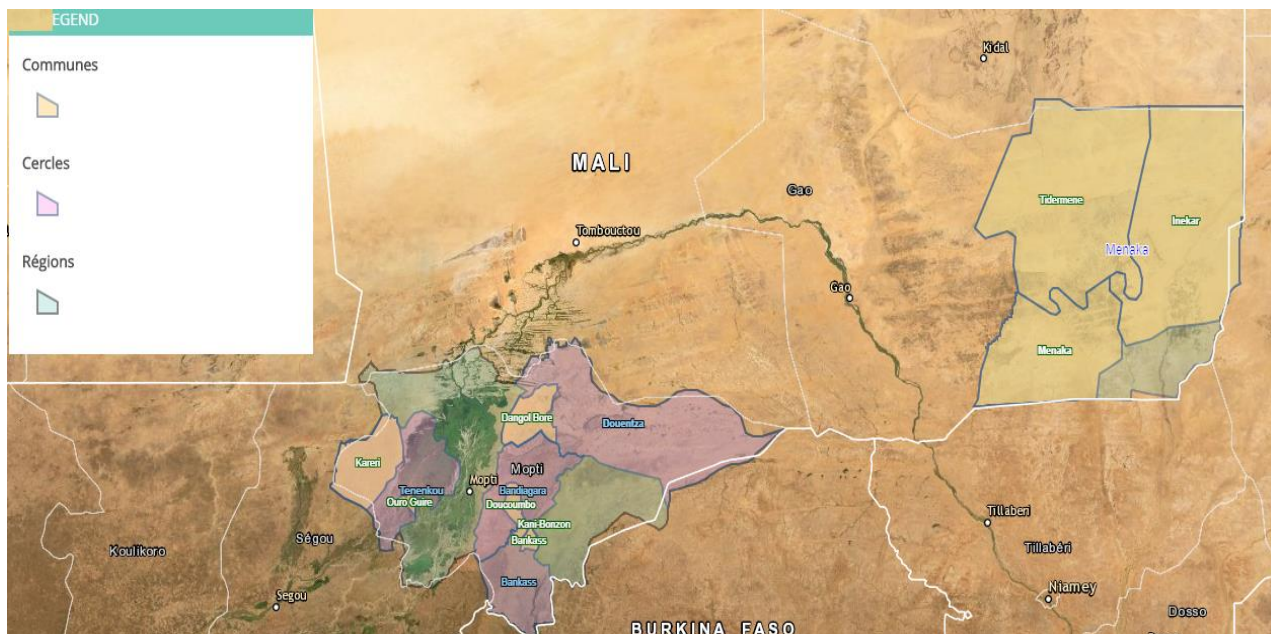 EGEND
Communes
Cercles
Régions
Kidal
MALI
Gao
Tidermene
Inekar
Tombouctou
Menaka
Gao
Menaka
Dangol Bore
Douentza
Kareri
Mopti
Tenenkou
Mopti
Bandiagara
Ouro Guire
Doucoumbo
Kani-Bonzon
Tillaberi
Bankass
Ségou
Koulikoro
Tillabéri
Bankass
Niamey
Segou
Dosso
BURKINA FASO